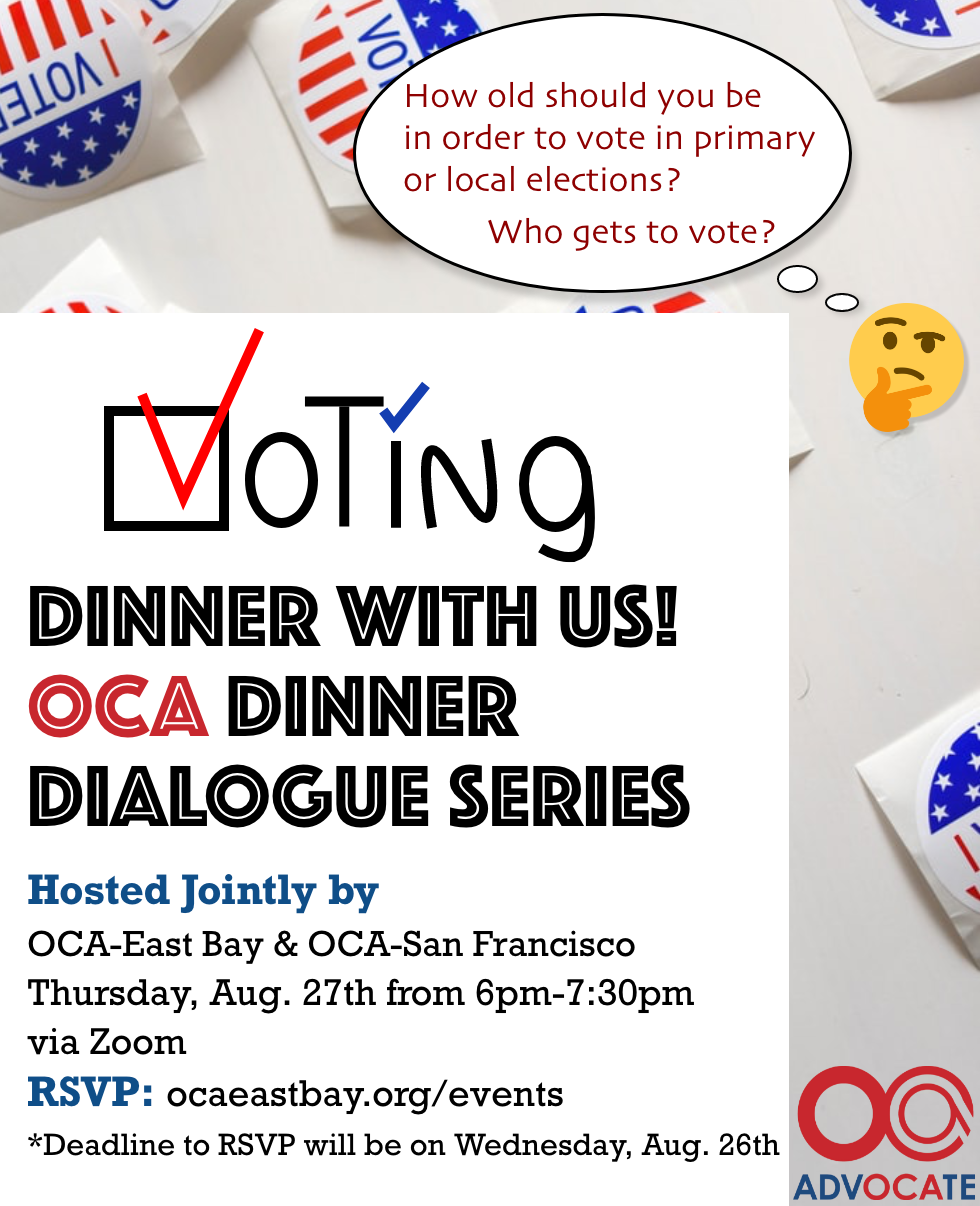 I VOTED
I VOT
How old should you be
in order to vote in primary
or local elections?
Who gets to vote?
VOTiNg
DINNER WITH US!
OCA DINNER
DIALOGUE SERIES
Hosted Jointly by
OCA-East Bay & OCA-San Francisco
Thursday, Aug. 27th from 6pm-7:30pm
via Zoom
RSVP: ocaeastbay.org/events
*Deadline to RSVP will be on Wednesday, Aug. 26th
OCA
ADVOCATE